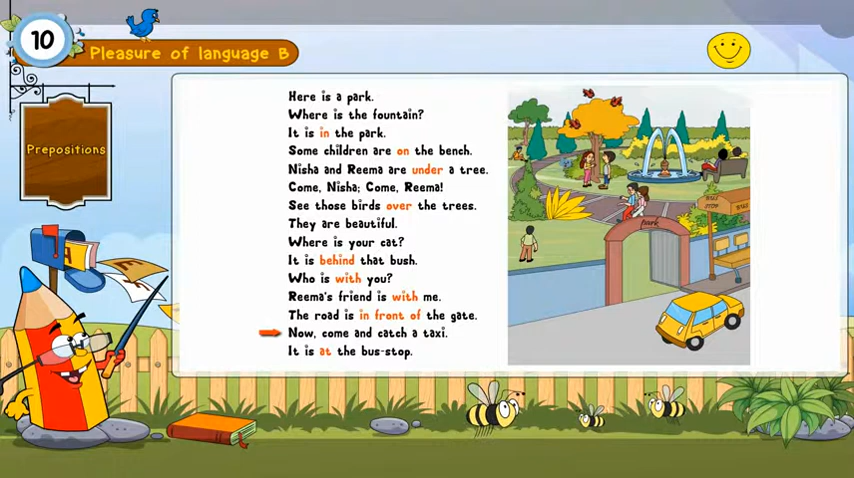 10
Pleasure of language B
Prepositions
Here is a park.
Where is the fountain?
It is in the park.
Some children are on the bench.
Nisha and Reema are under a tree.
Come, Nisha; Come, Reema!
See those birds over the trees.
They are beautiful.
Where is your cat?
It is behind that bush.
Who is with you?
Reema's friend is with me.
The road is in front of the gate.
Now, come and catch a taxi.
It is at the bus-stop.
BUS
STOP
BUS
park